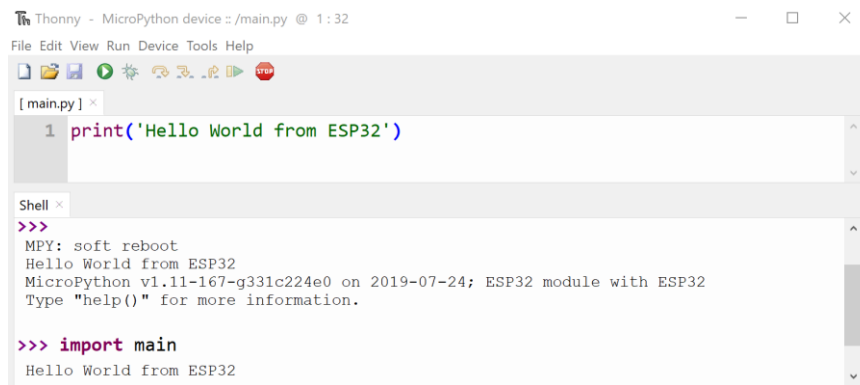 Th Thonny - MicroPython device :: /main.py @ 1 : 32
File Edit View Run Device Tools Help
STOP
[ main.py ] ×
1 print('Hello World from ESP32')
Shell ×
>>>
MPY: soft reboot
Hello World from ESP32
MicroPython v1.11-167-g331c224e0 on 2019-07-24; ESP32 module with ESP32
Type "help()" for more information.
>>> import main
Hello World from ESP32